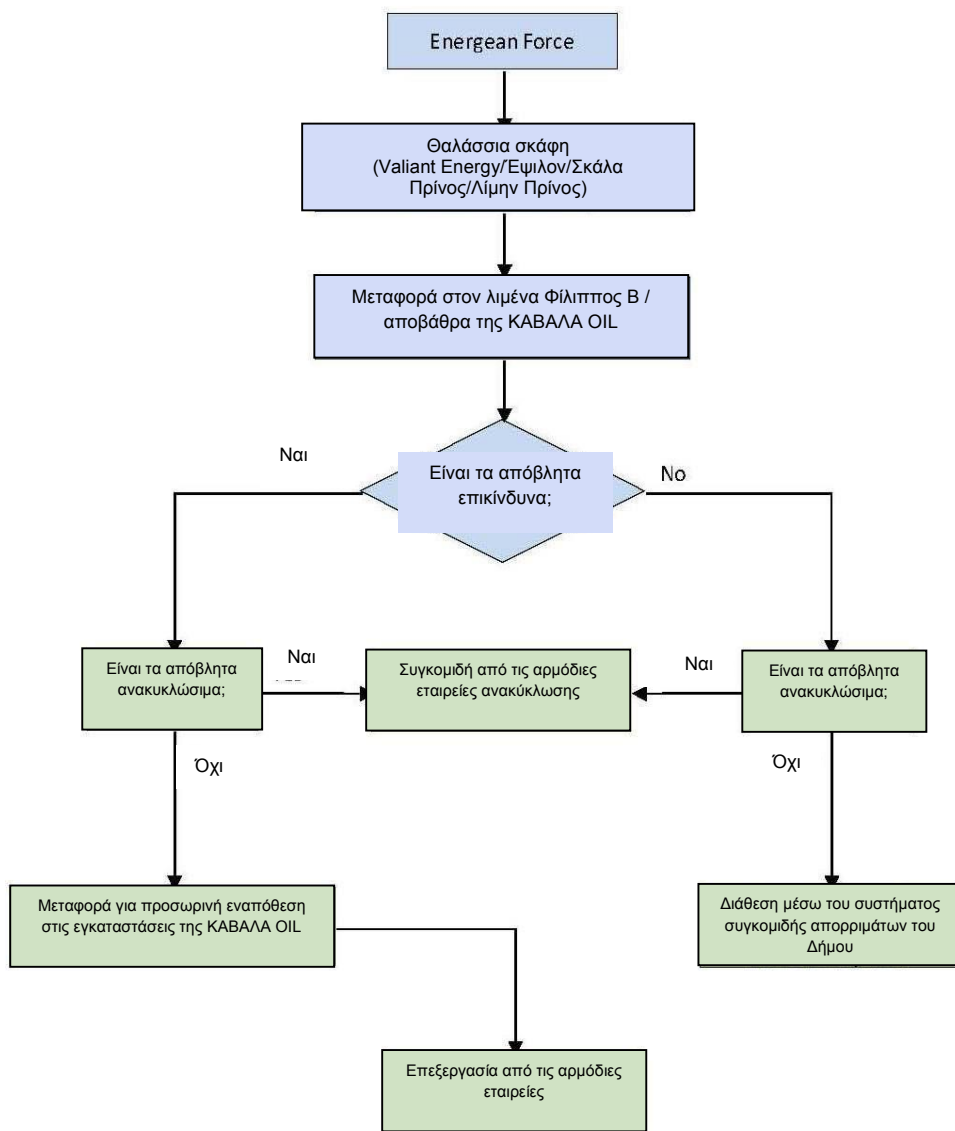 Energean Force
Θαλάσσια σκάφη
(Valiant Energy/Έψιλον/Σκάλα
Πρίνος/Λίμην Πρίνος)
Μεταφορά στον λιμένα Φίλιππος Β /
αποβάθρα της ΚΑΒΑΛΑ OIL
Ναι
Είναι τα απόβλητα
επικίνδυνα;
No
Είναι τα απόβλητα
ανακυκλώσιμα;
Ναι
Συγκομιδή από τις αρμόδιες
εταιρείες ανακύκλωσης
Ναι
Είναι τα απόβλητα
ανακυκλώσιμα;
Όχι
Όχι
Μεταφορά για προσωρινή εναπόθεση
στις εγκαταστάσεις της ΚΑΒΑΛΑ OIL
Διάθεση μέσω του συστήματος
συγκομιδής απορριμάτων του
Δήμου
Επεξεργασία από τις αρμόδιες
εταιρείες